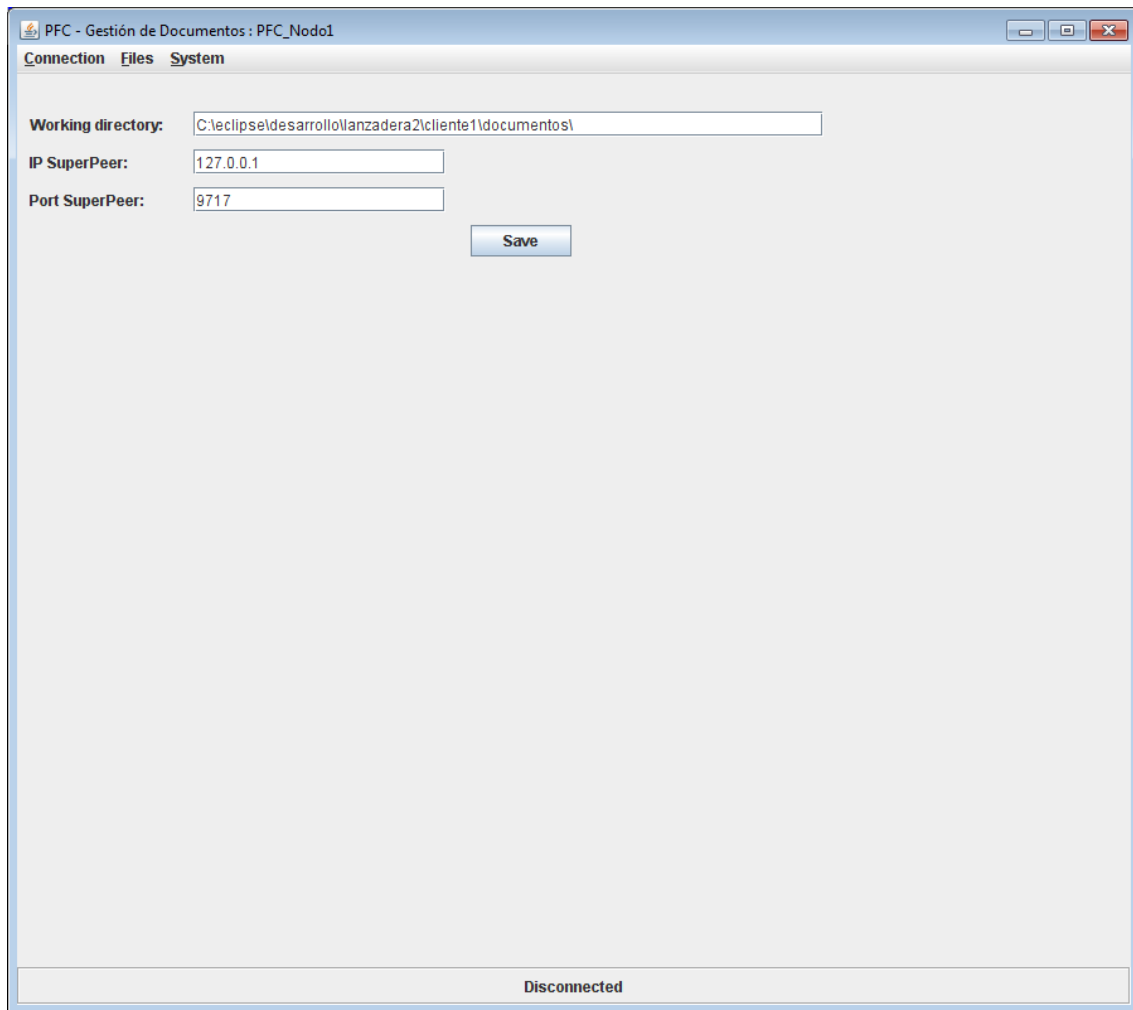 PFC - Gestión de Documentos : PFC_Nodo1
Connection Files System
Working directory: C:\eclipse\desarrollo\lanzadera2\cliente1\documentos\
IP SuperPeer: 127.0.0.1
Port SuperPeer: 9717
Save
Disconnected